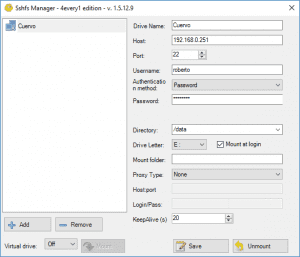 Sshfs Manager - 4every1 edition - v. 1.5.12.9
Cuervo
Drive Name: Cuervo
Host:
192.168.0.251
Port:
22
Username:
roberto
Authentication method: Password
Password: ********
Directory: /data
Drive Letter: E: Mount at login
Mount folder:
Proxy Type: None
Host:port
Login/Pass:
KeepAlive (s) 20
Add Remove
Virtual drive: Off Mount Save Unmount